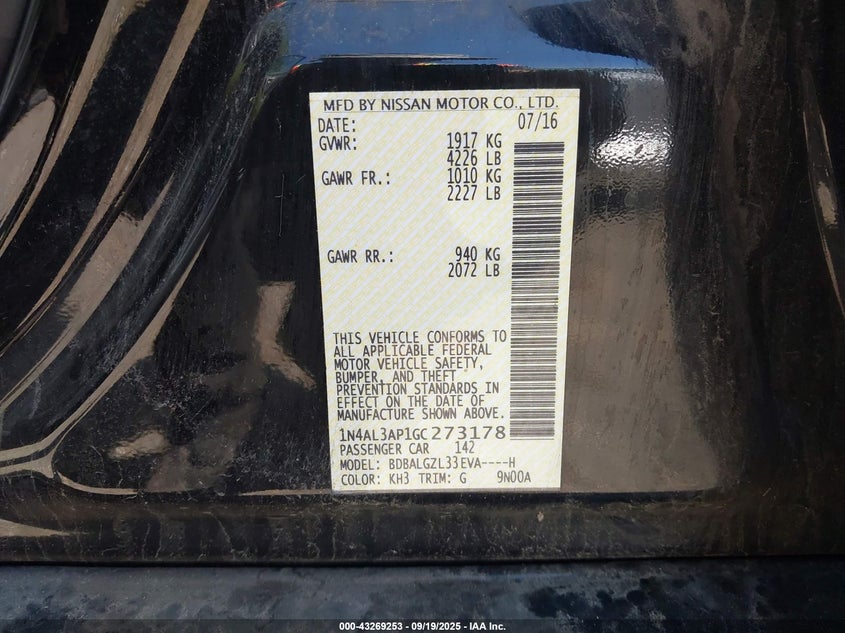 MFD BY NISSAN MOTOR CO., LTD.
DATE: 07/16
GVWR: 1917 KG
4226 LB
GAWR FR.: 1010 KG
2227 LB
GAWR RR.: 940 KG
2072 LB
THIS VEHICLE CONFORMS TO
ALL APPLICABLE FEDERAL
MOTOR VEHICLE SAFETY,
BUMPER, AND THEFT
PREVENTION STANDARDS IN
EFFECT ON THE DATE OF
MANUFACTURE SHOWN ABOVE.
1N4AL3AP1GC273178
PASSENGER CAR 142
MODEL: BDBALGZL33EVA----H
COLOR: KH3 TRIM: G 9N00A
000-43269253 - 09/19/2025 - IAA Inc.